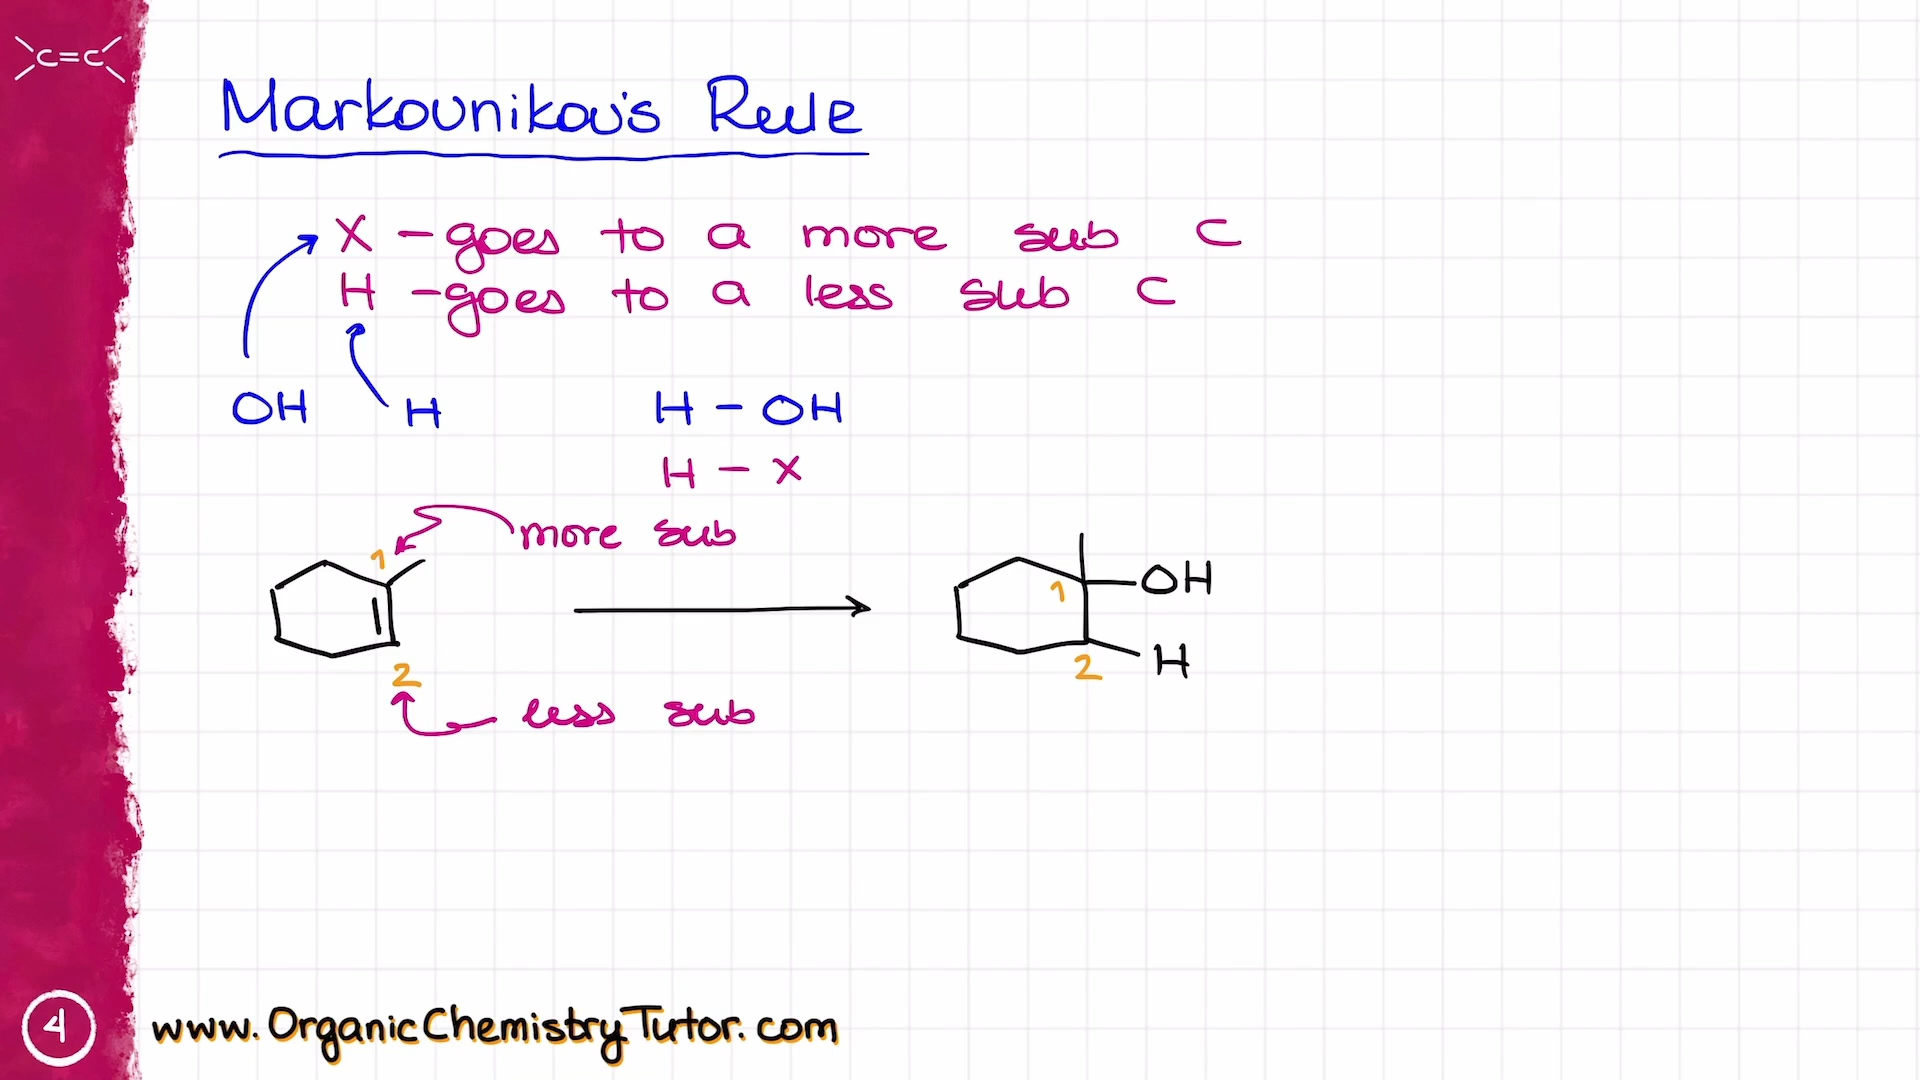 C=C
Markovnikov's Rule
X - goes to a more sub C
H - goes to a less sub C
OH H H - OH
H - X
more sub
1
2
less sub
1 OH
2 H
4 www.OrganicChemistryTutor.com